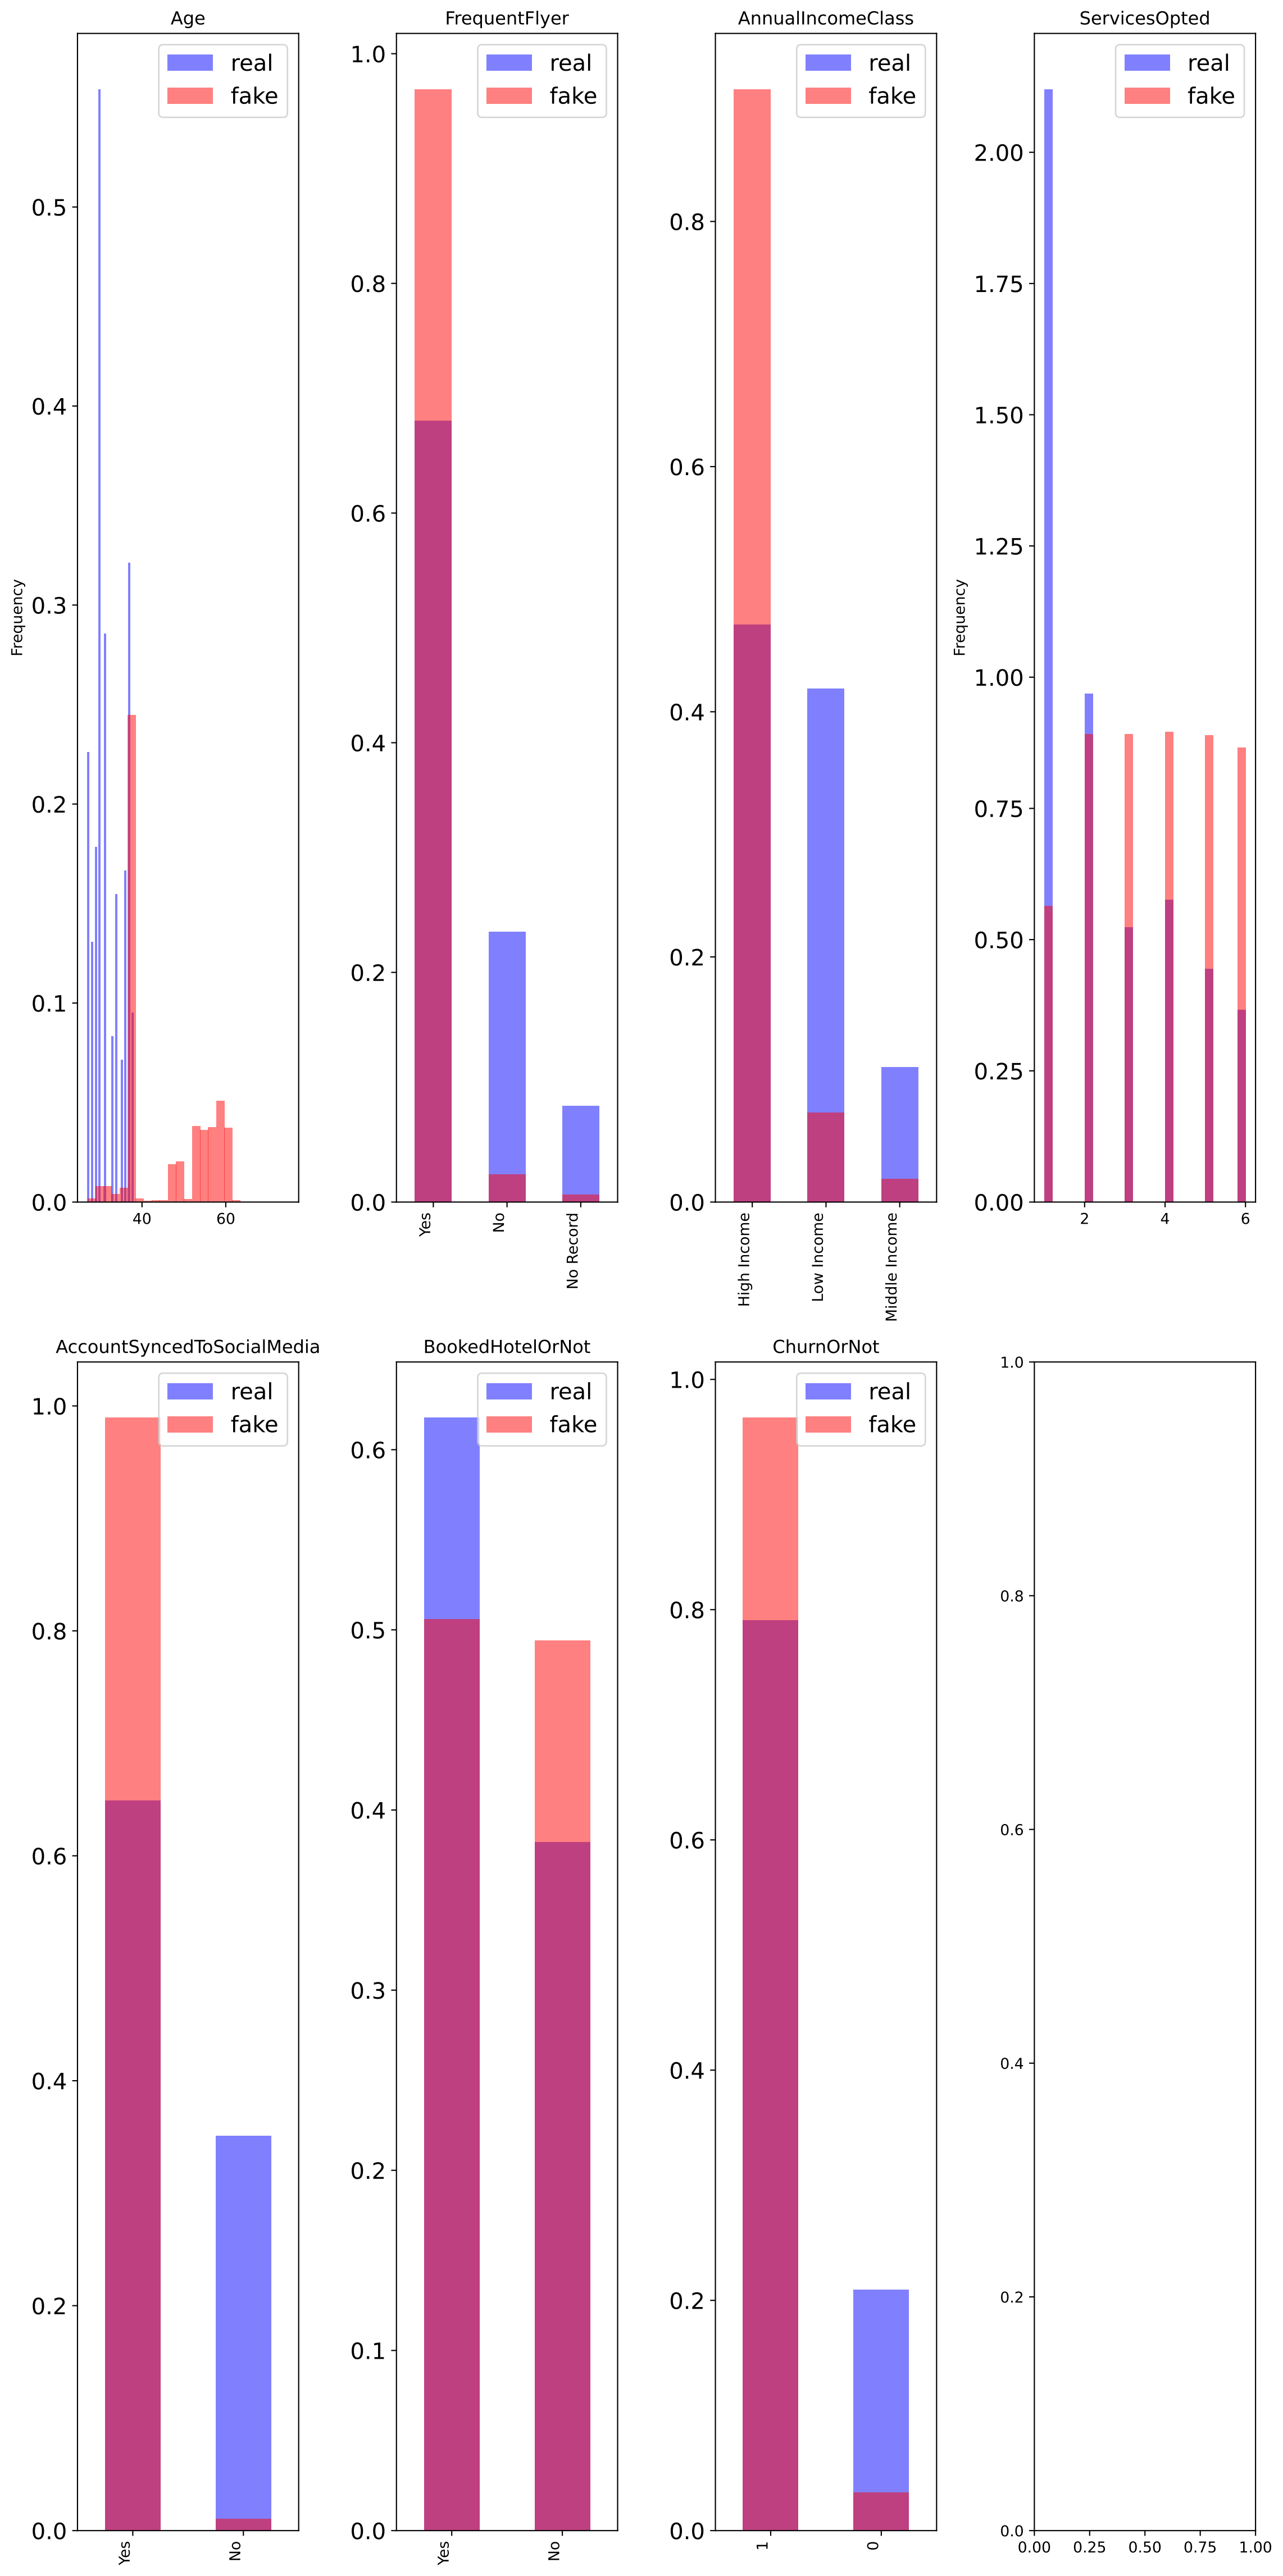 Age
FrequentFlyer
AnnualIncomeClass
ServicesOpted
real
fake
real
fake
real
fake
real
fake
Frequency
0.5
0.4
0.3
0.2
0.1
0.0
40
60
1.0
0.8
0.6
0.4
0.2
0.0
Yes
No
No Record
0.8
0.6
0.4
0.2
0.0
High Income
Low Income
Middle Income
Frequency
2.00
1.75
1.50
1.25
1.00
0.75
0.50
0.25
0.00
2
4
6
AccountSyncedToSocialMedia
BookedHotelOrNot
ChurnOrNot
real
fake
real
fake
real
fake
1.0
0.8
0.6
0.4
0.2
0.0
Yes
No
0.6
0.5
0.4
0.3
0.2
0.1
0.0
Yes
No
1.0
0.8
0.6
0.4
0.2
0.0
1
0
1.0
0.8
0.6
0.4
0.2
0.0
0.00
0.25
0.50
0.75
1.00